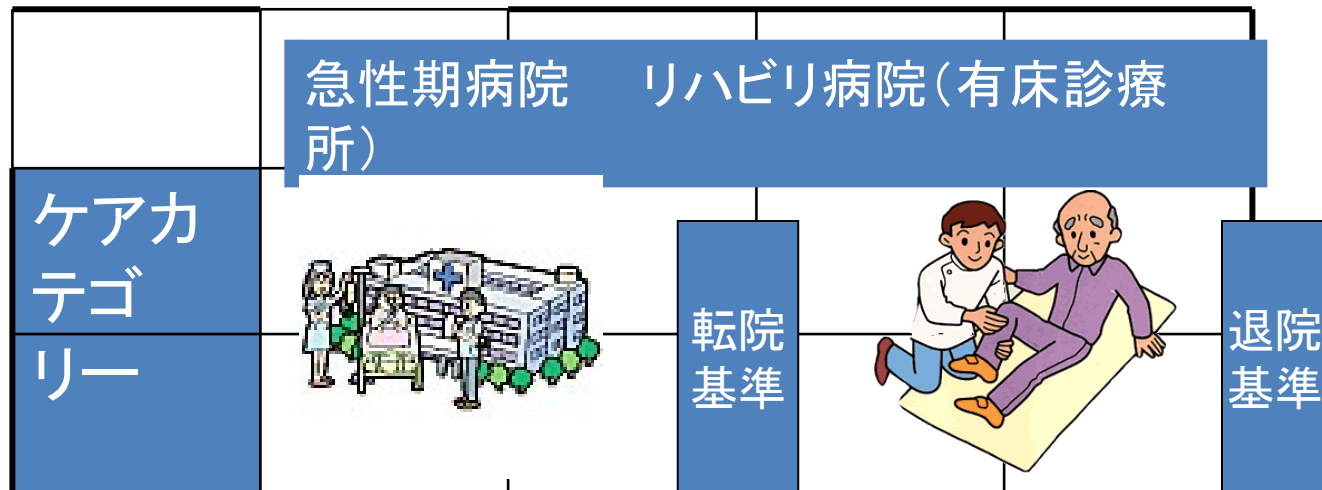 急性期病院　リハビリ病院（有床診療
所）
ケアカ
テゴ
リー
転院
基準
退院
基準